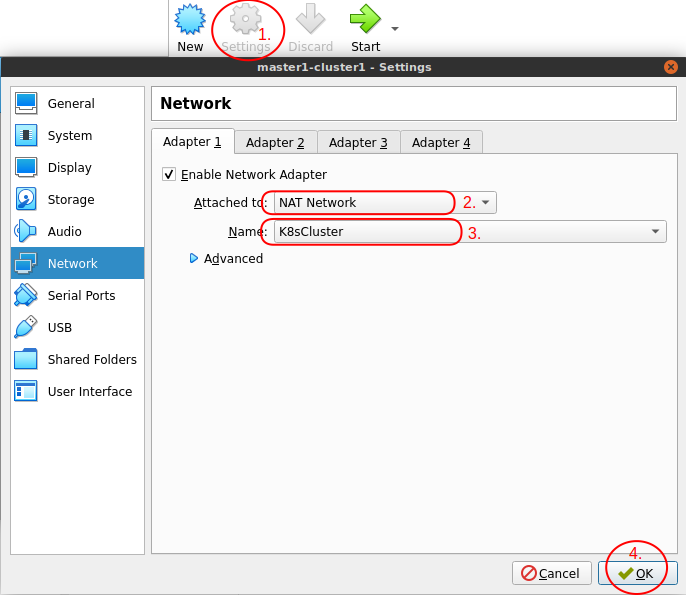 New Settings Discard Start
1.
master1-cluster1 - Settings
General
System
Display
Storage
Audio
Network
Serial Ports
USB
Shared Folders
User Interface
Network
Adapter 1 Adapter 2 Adapter 3 Adapter 4
Enable Network Adapter
Attached to: NAT Network 2.
Name: K8sCluster 3.
Advanced
4.
Cancel OK